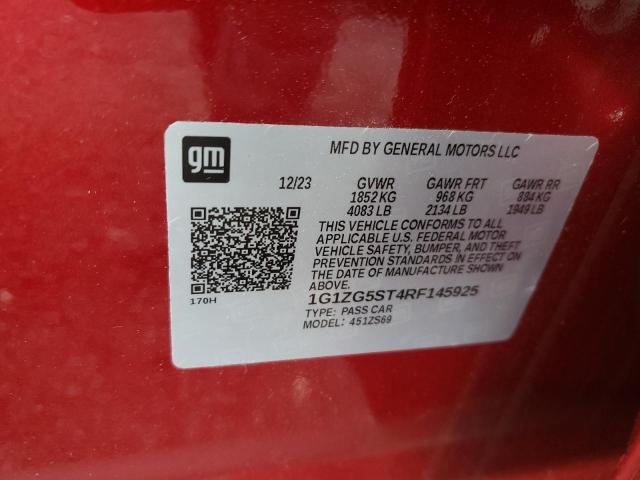 gm
MFD BY GENERAL MOTORS LLC
12/23 GVWR GAWR FRT GAWR RR
1852 KG 968 KG 884 KG
4083 LB 2134 LB 1949 LB
THIS VEHICLE CONFORMS TO ALL
APPLICABLE U.S. FEDERAL MOTOR
VEHICLE SAFETY, BUMPER, AND THEFT
PREVENTION STANDARDS IN EFFECT ON
THE DATE OF MANUFACTURE SHOWN
ABOVE.
170H
1G1ZG5ST4RF145925
TYPE: PASS CAR
MODEL: 451ZS69